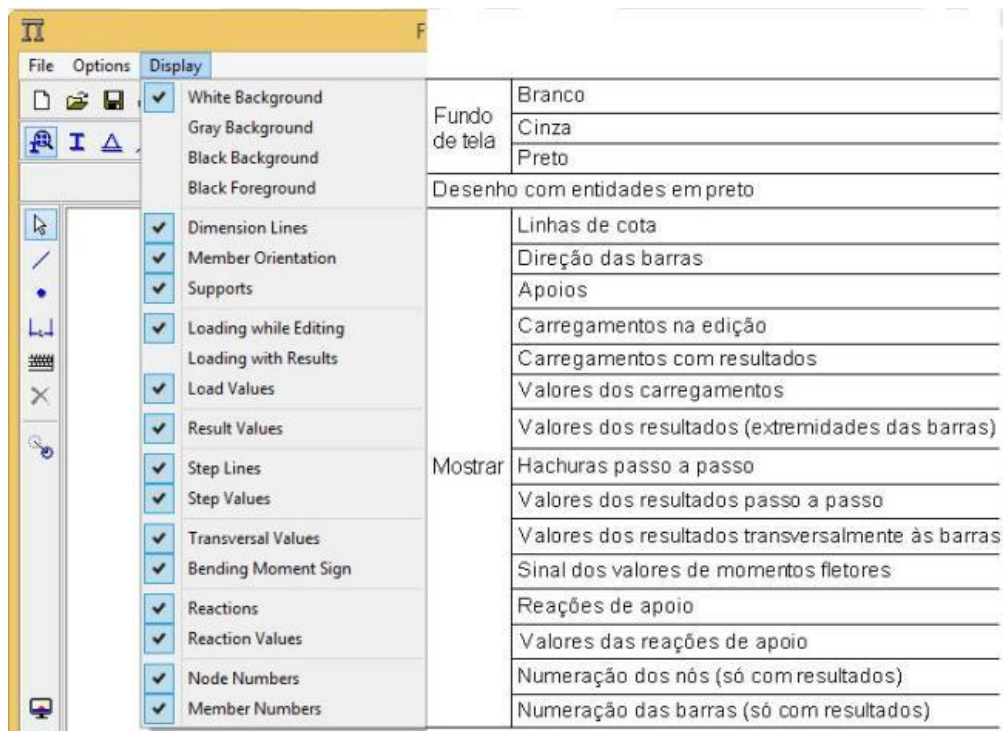 F
File Options Display
White Background
Gray Background
Black Background
Black Foreground
Dimension Lines
Member Orientation
Supports
Loading while Editing
Loading with Results
Load Values
Result Values
Step Lines
Step Values
Transversal Values
Bending Moment Sign
Reactions
Reaction Values
Node Numbers
Member Numbers
Fundo
de tela
Branco
Cinza
Preto
Desenho com entidades em preto
Mostrar
Linhas de cota
Direção das barras
Apoios
Carregamentos na edição
Carregamentos com resultados
Valores dos carregamentos
Valores dos resultados (extremidades das barras)
Hachuras passo a passo
Valores dos resultados passo a passo
Valores dos resultados transversalmente às barras
Sinal dos valores de momentos fletores
Reações de apoio
Valores das reações de apoio
Numeração dos nós (só com resultados)
Numeração das barras (só com resultados)